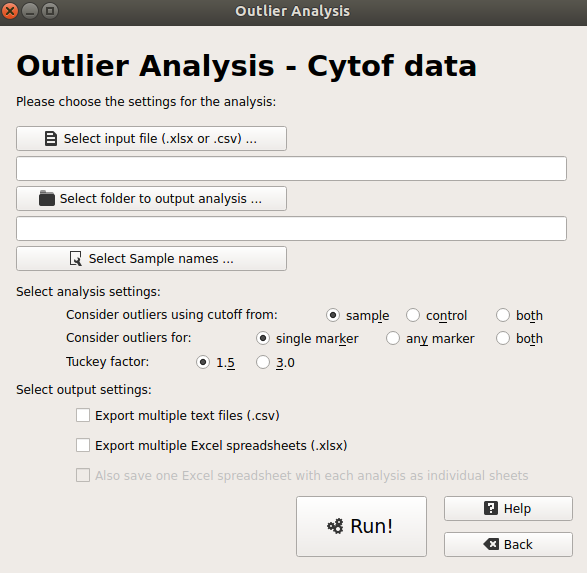 Outlier Analysis
Outlier Analysis - Cytof data
Please choose the settings for the analysis:
Select input file (.xlsx or .csv) ...
Select folder to output analysis ...
Select Sample names ...
Select analysis settings:
Consider outliers using cutoff from: sample control both
Consider outliers for: single marker any marker both
Tuckey factor: 1.5 3.0
Select output settings:
Export multiple text files (.csv)
Export multiple Excel spreadsheets (.xlsx)
Also save one Excel spreadsheet with each analysis as individual sheets
Run!
Help
Back